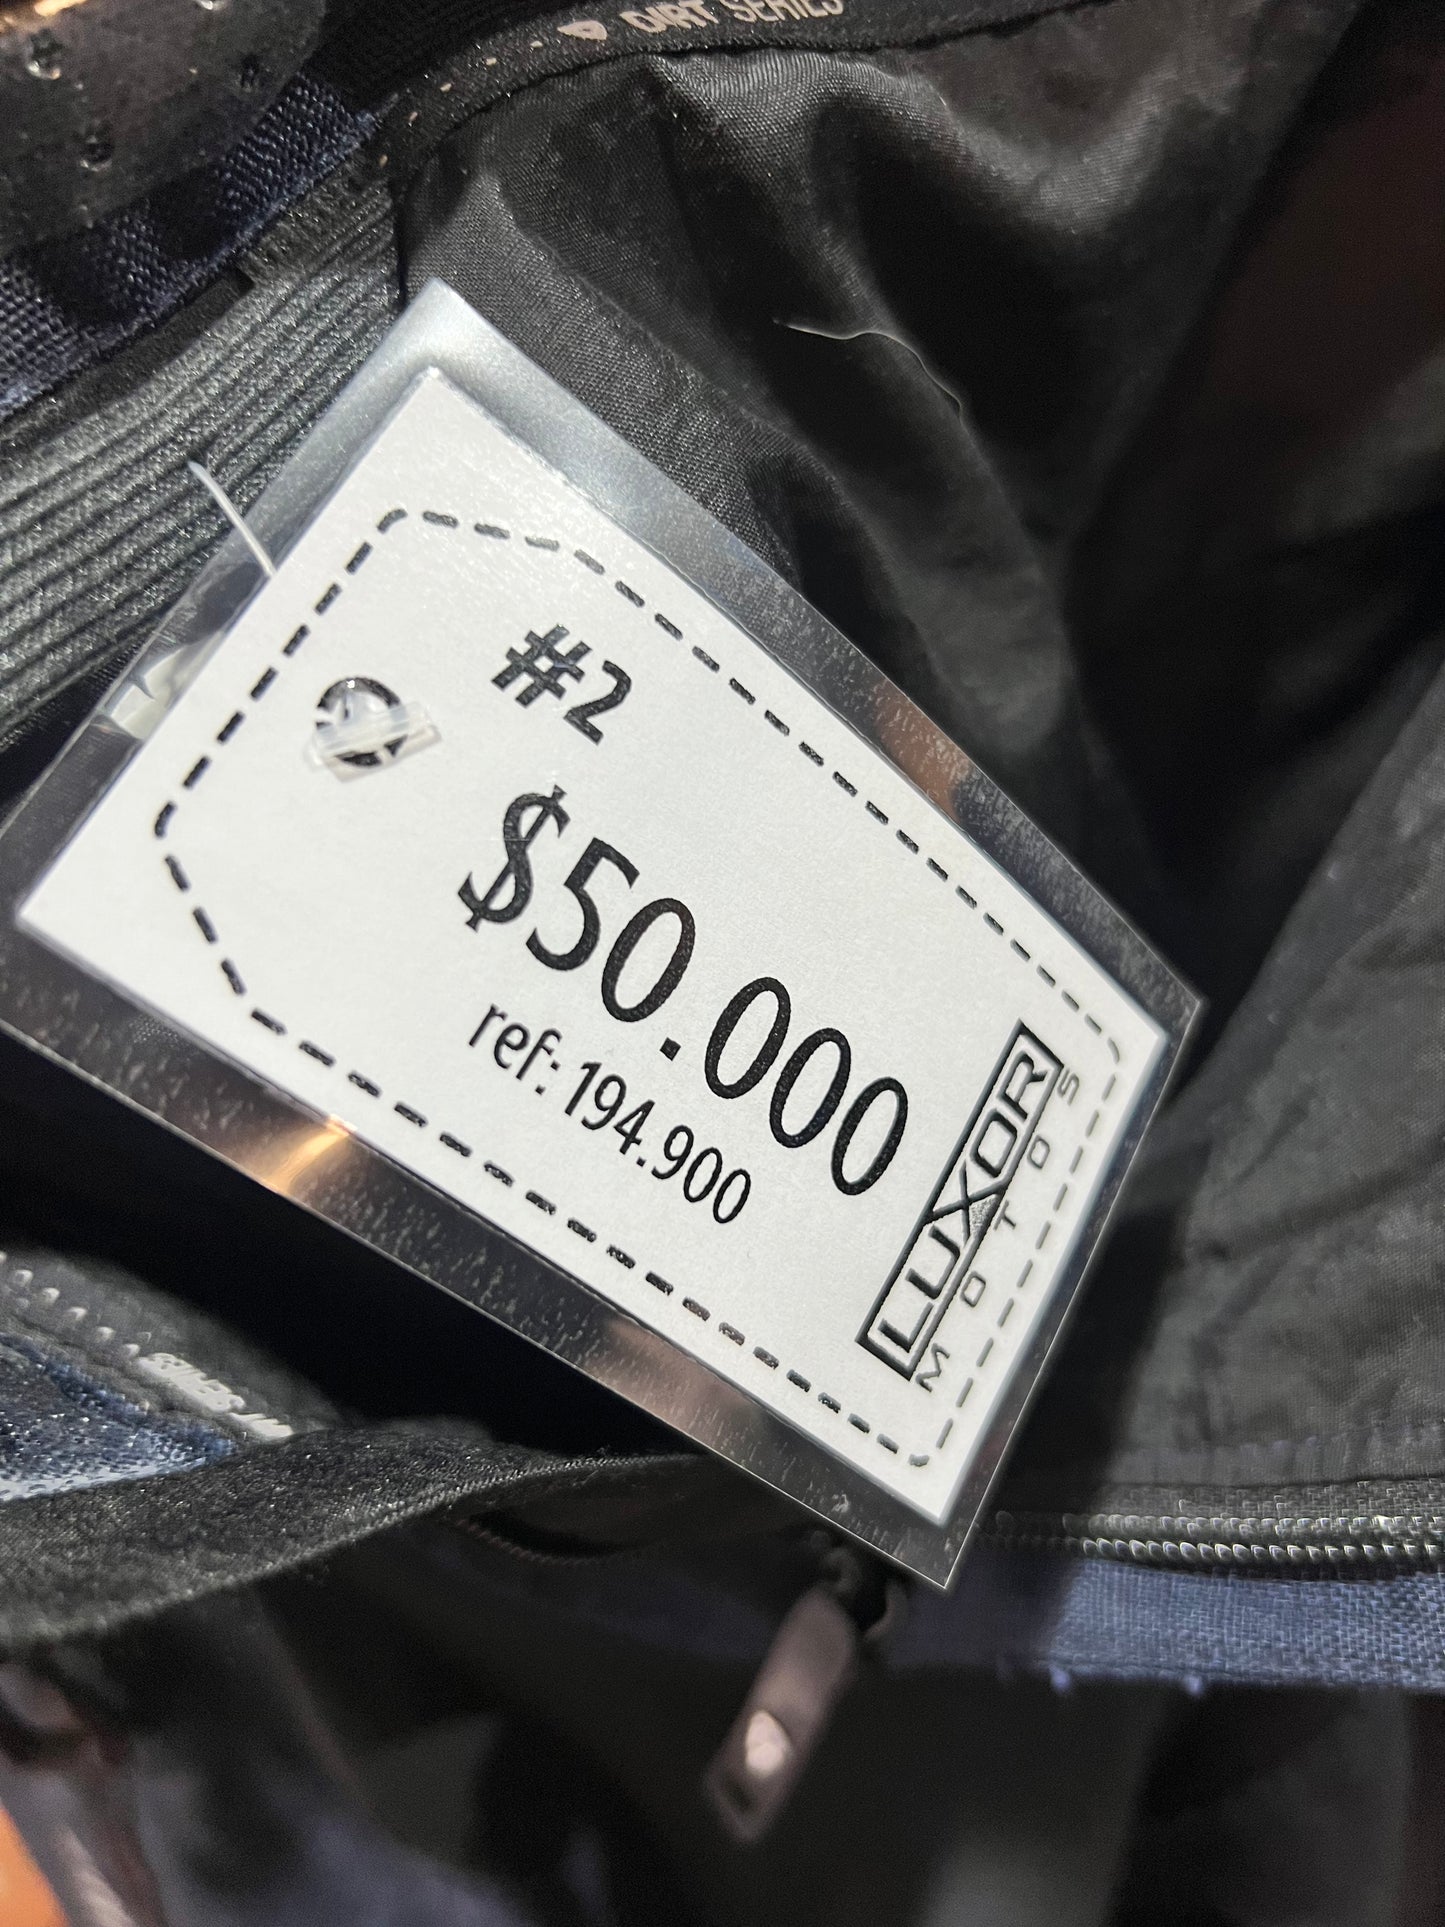 DIRT SERIES
#2
$50.000
ref: 194.900
LUXOR
MOTOS